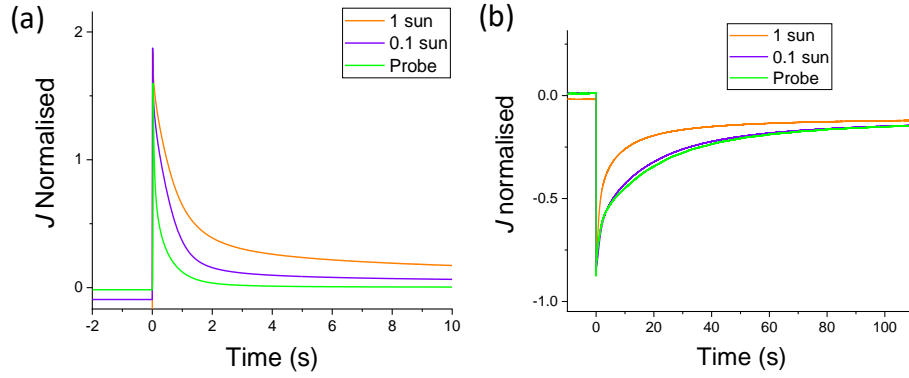 (a)
1 sun
0.1 sun
Probe
2
1
0
J Normalised
-2
0
2
4
6
8
10
Time (s)
(b)
1 sun
0.1 sun
Probe
0.0
-0.5
-1.0
J normalised
0
20
40
60
80
100
Time (s)